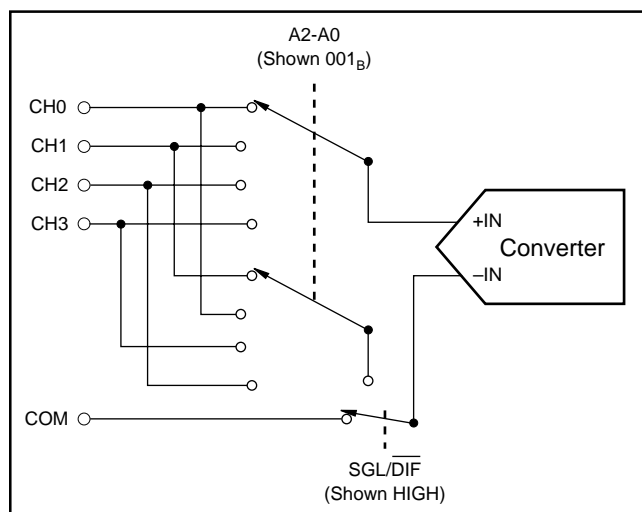 A2-A0
(Shown 001B)
CH0
CH1
CH2
CH3
+IN
Converter
–IN
COM
SGL/DIF
(Shown HIGH)